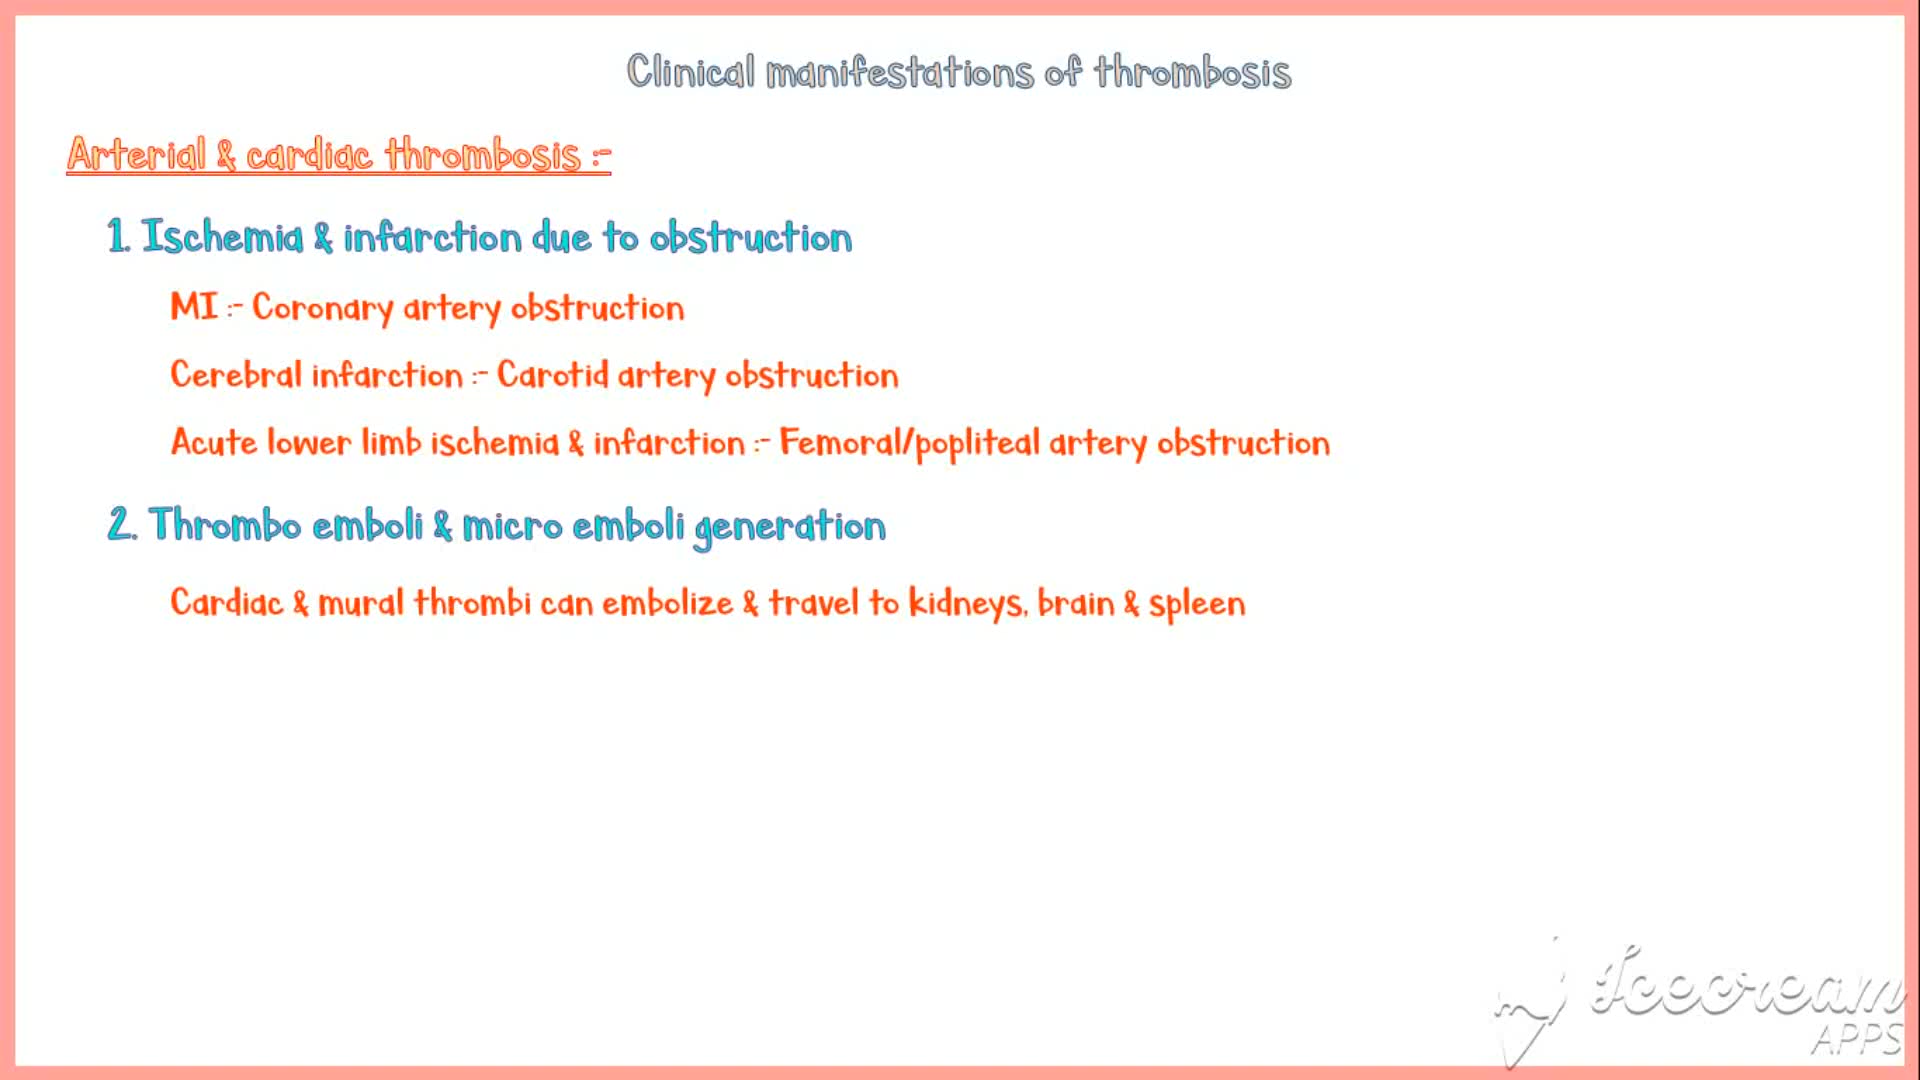 Clinical manifestations of thrombosis
Arterial & cardiac thrombosis :-
1. Ischemia & infarction due to obstruction
MI :- Coronary artery obstruction
Cerebral infarction :- Carotid artery obstruction
Acute lower limb ischemia & infarction :- Femoral/popliteal artery obstruction
2. Thrombo emboli & micro emboli generation
Cardiac & mural thrombi can embolize & travel to kidneys, brain & spleen
Icecream
APPS